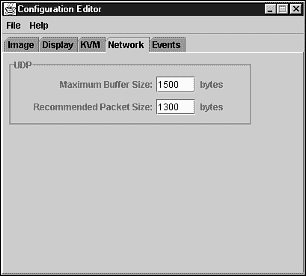 Configuration Editor
File Help
Image Display KVM Network Events
UDP
Maximum Buffer Size: 1500 bytes
Recommended Packet Size: 1300 bytes